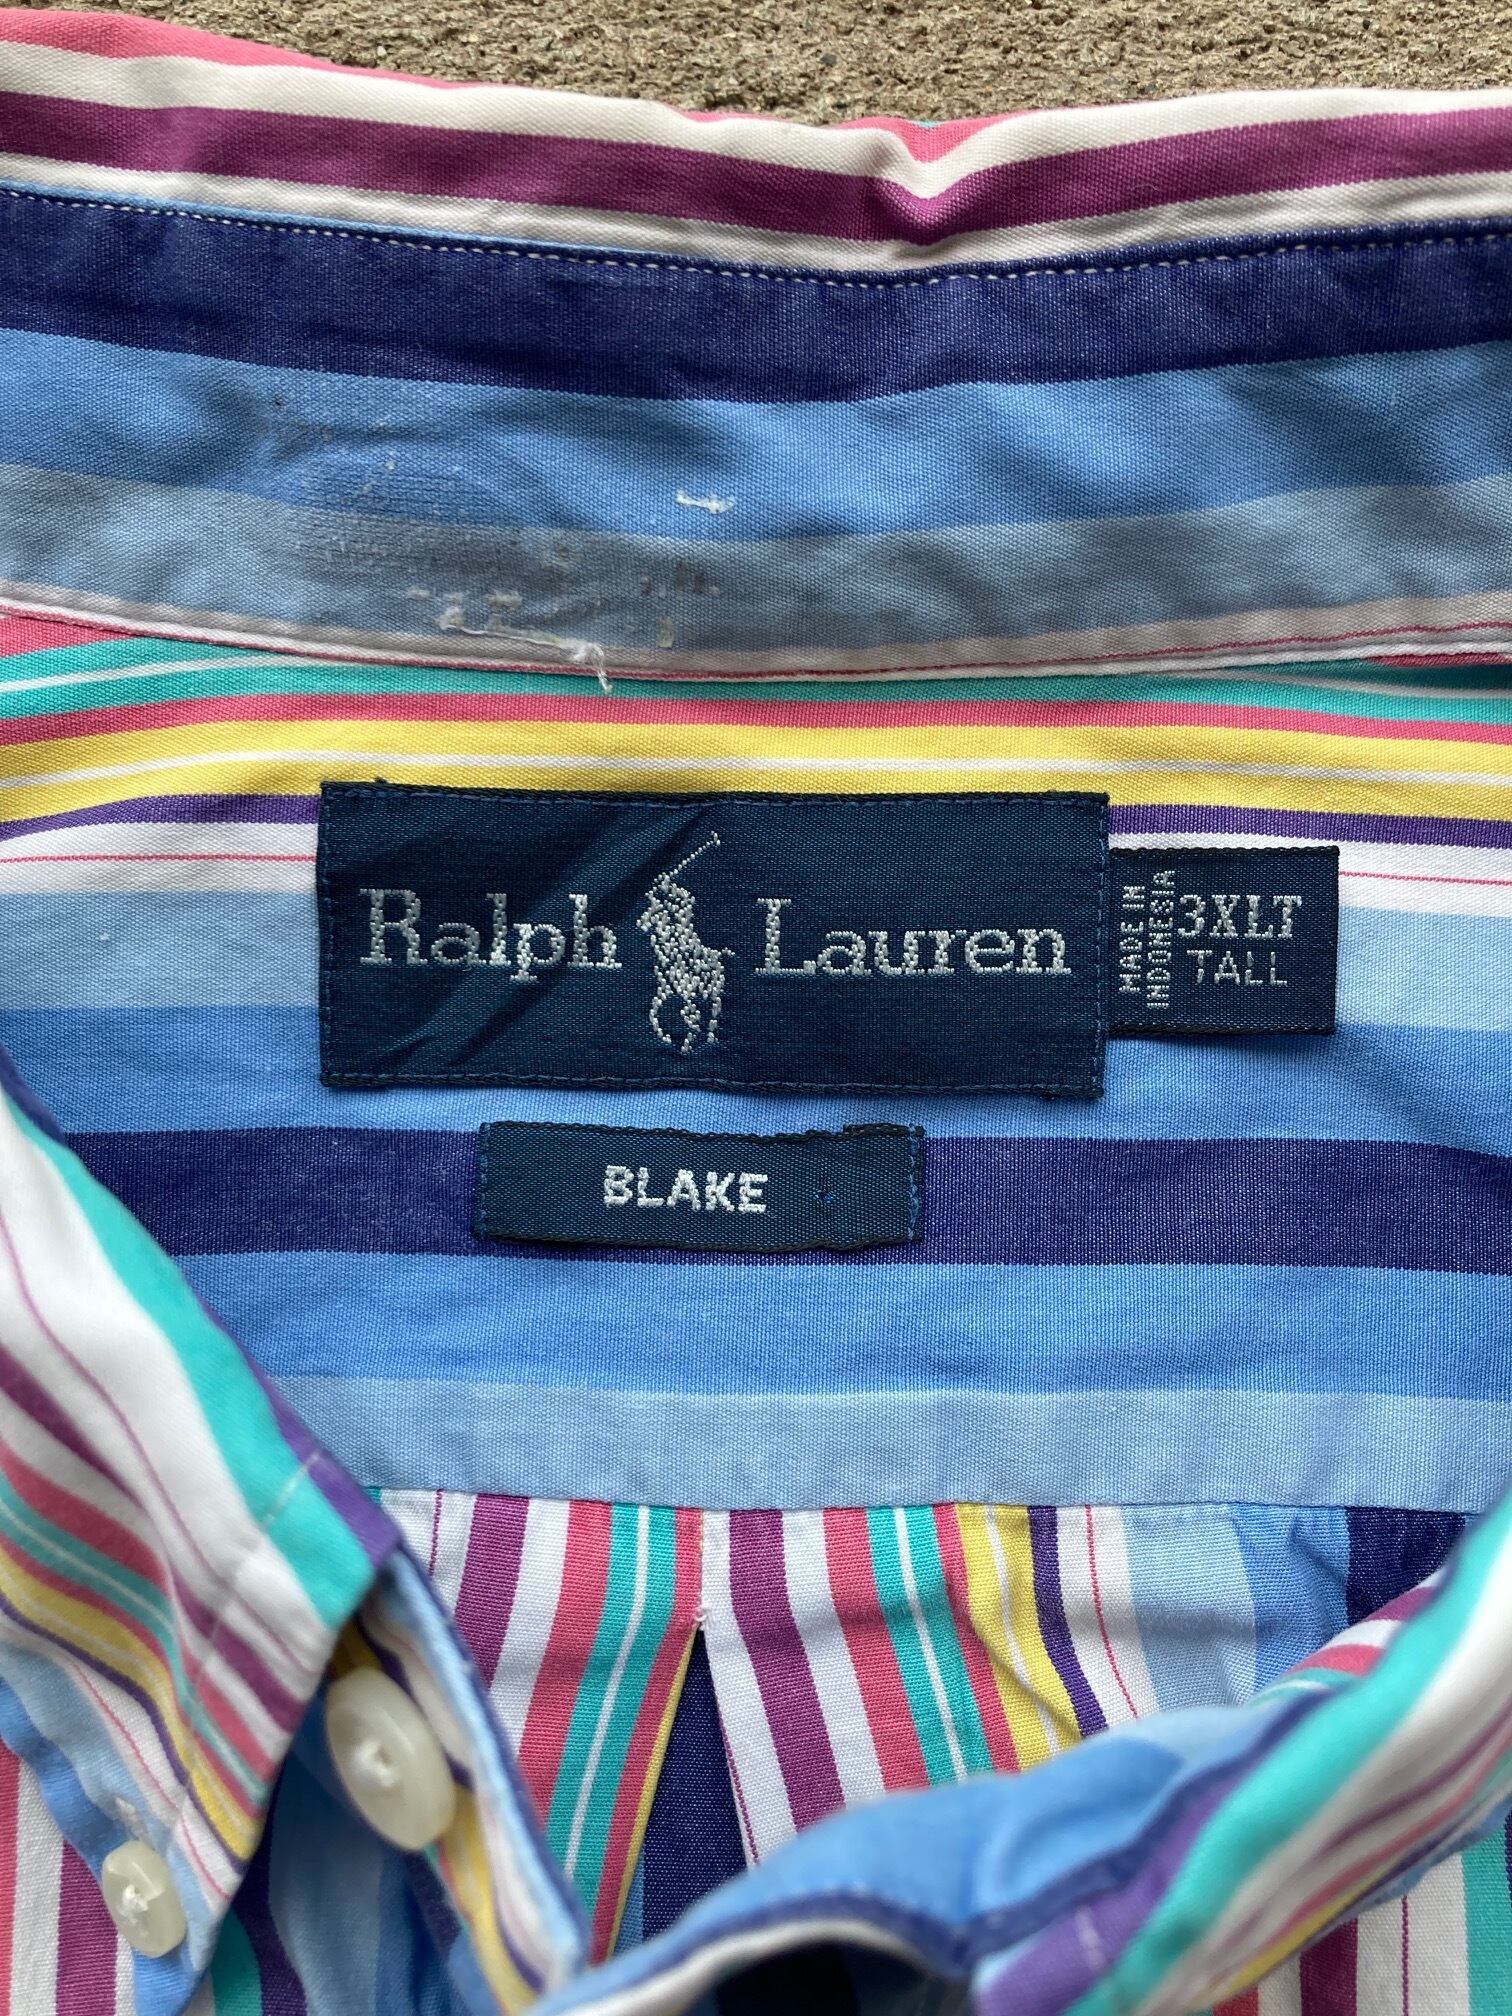 Ralph Lauren
MADE IN
INDONESIA
3XLT
TALL
BLAKE